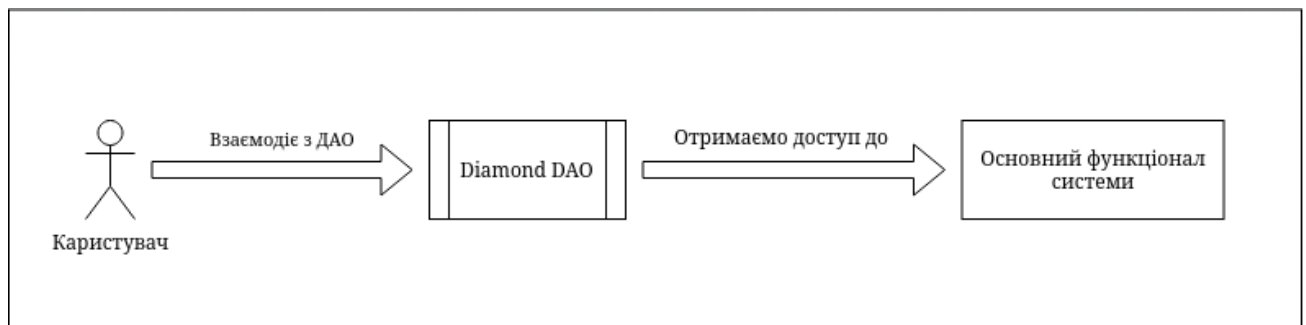 Взаємодіє з ДАО
Отримаємо доступ до
Diamond DAO
Основний функціонал
системи
Каристувач